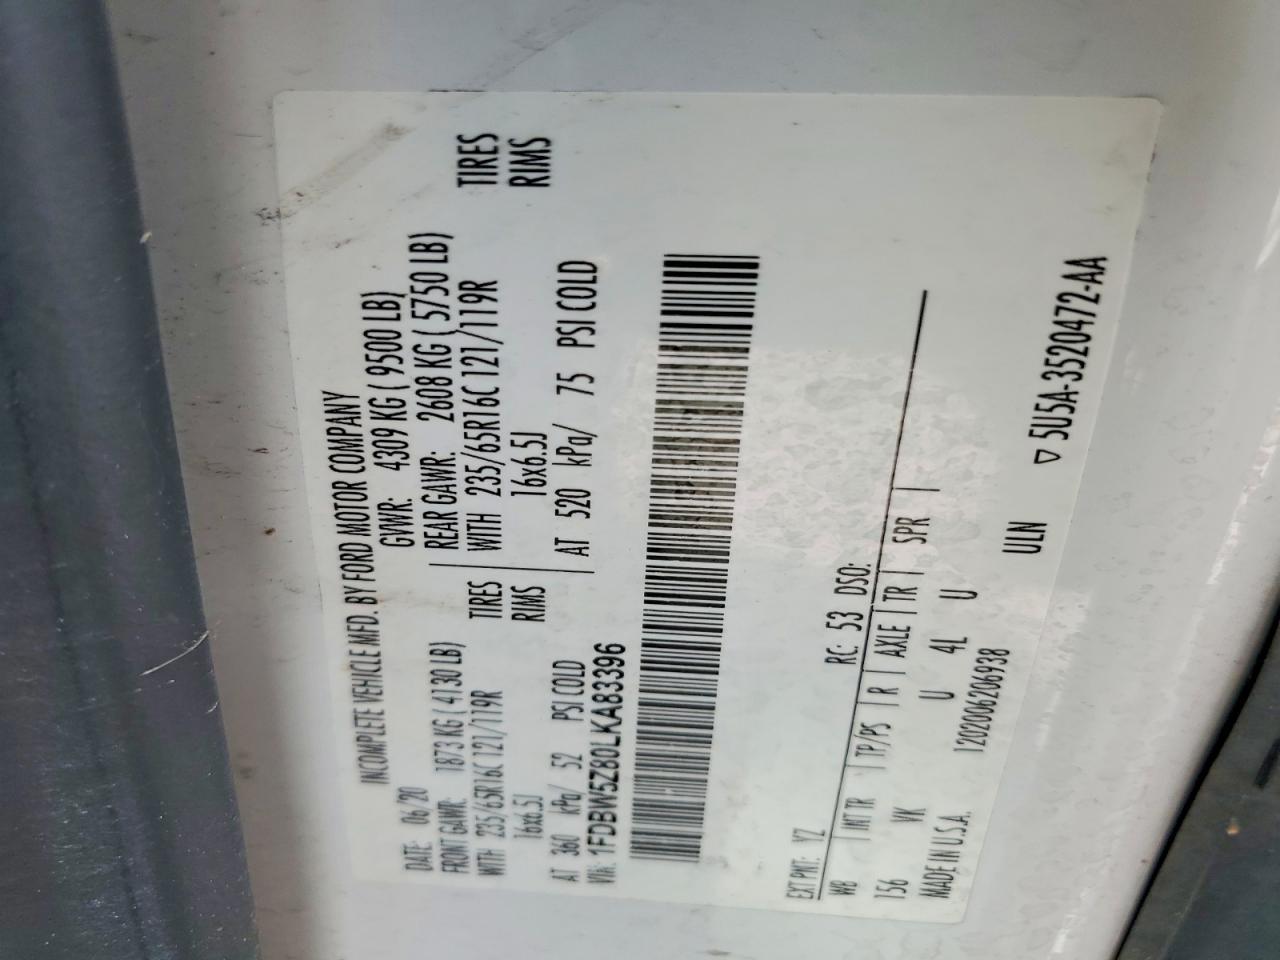 INCOMPLETE VEHICLE MFD. BY FORD MOTOR COMPANY
DATE: 06/20 GVWR: 4309 KG ( 9500 LB)
FRONT GAWR: 1873 KG ( 4130 LB) REAR GAWR: 2608 KG ( 5750 LB)
WITH 235/65R16C 121/119R TIRES WITH 235/65R16C 121/119R TIRES
16x6.5J RIMS 16x6.5J RIMS
AT 360 kPa/ 52 PSI COLD AT 520 kPa/ 75 PSI COLD
VIN: 1FDBW5Z80LKA83396
EXT PNT: YZ RC: 53 DSO:
WB INTR TP/PS R AXLE TR SPR
156 VK U 4L U
MADE IN U.S.A. 1202006206938 ULN ▽ 5U5A-3520472-AA